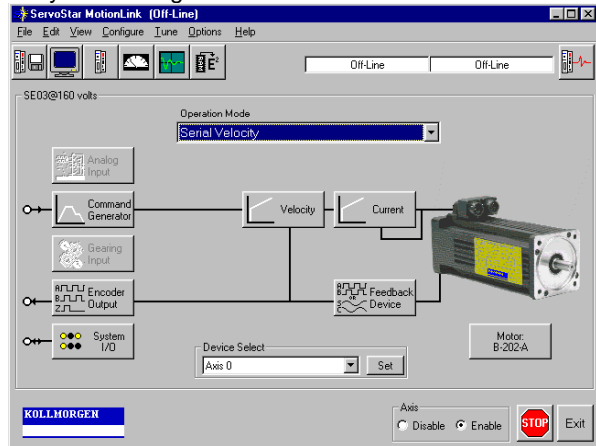 ServoStar MotionLink (Off-Line)
File Edit View Configure Tune Options Help
E²
Off-Line Off-Line
SE03@160 volts
Operation Mode
Serial Velocity
Analog
Input
Command
Generator
Velocity
Current
Gearing
Input
Encoder
Output
A
B
Z
Feedback
Device
A
B
OR
S
C
System
I/O
Motor:
B-202-A
Device Select
Axis 0
Set
KOLLMORGEN
Axis
Disable Enable
STOP
Exit